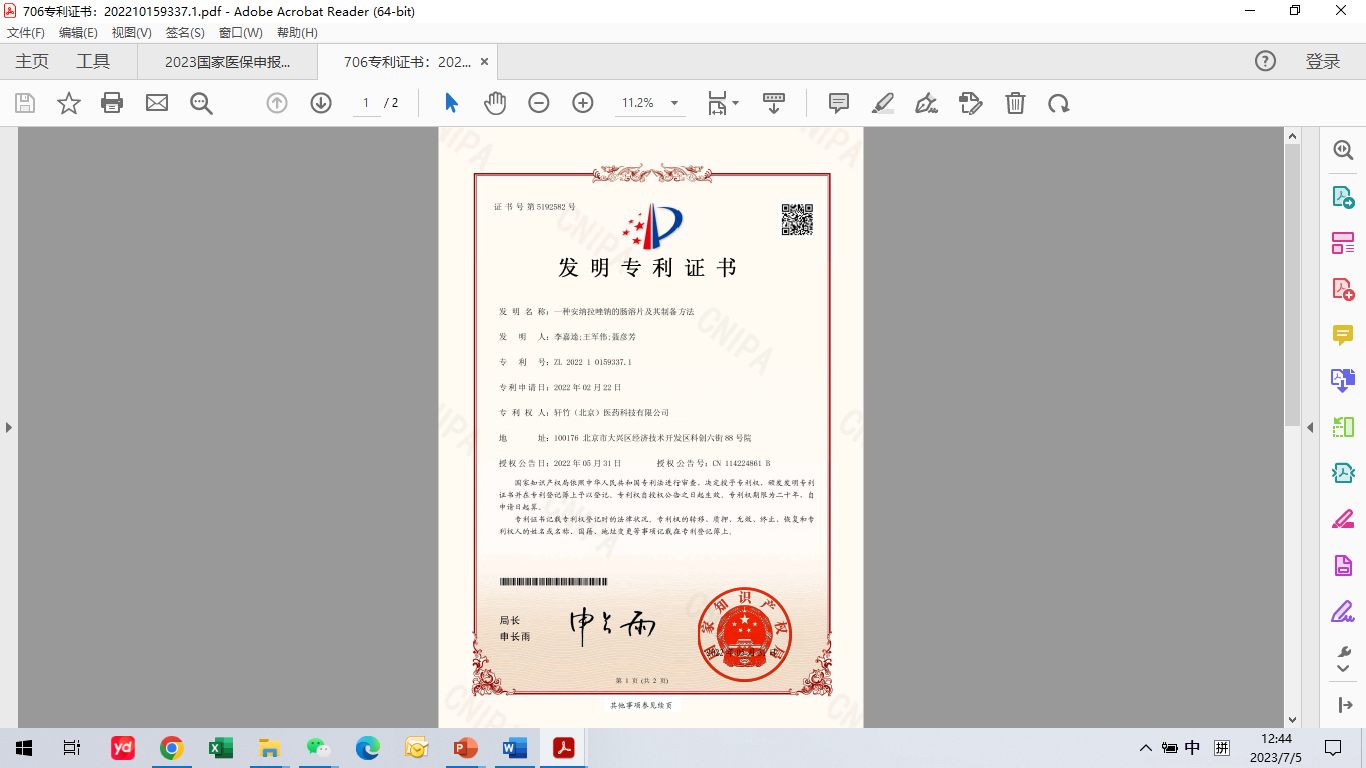 706专利证书：202210159337.1.pdf - Adobe Acrobat Reader (64-bit)
文件(F) 编辑(E) 视图(V) 签名(S) 窗口(W) 帮助(H)
主页 工具 2023国家医保申报... 706专利证书：202... × 登录
1 / 2 11.2%
证书号第5192582号
发明专利证书
发明名称：一种安纳拉唑钠的肠溶片及其制备方法
发明人：李嘉逵;王军伟;聂彦芳
专利号：ZL 2022 1 0159337.1
专利申请日：2022年02月22日
专利权人：轩竹（北京）医药科技有限公司
地址：100176 北京市大兴区经济技术开发区科创六街88号院
授权公告日：2022年05月31日 授权公告号：CN 114224861 B
国家知识产权局依照中华人民共和国专利法进行审查，决定授予专利权，颁发发明专利
证书并在专利登记簿上予以登记。专利权自授权公告之日起生效。专利权期限为二十年，自
申请日起算。
专利证书记载专利权登记时的法律状况。专利权的转移、质押、无效、终止、恢复和专
利权人的姓名或名称、国籍、地址变更等事项记载在专利登记簿上。
局长
申长雨
申长雨
国家知识产权局
第 1 页 (共 2 页)
其他事项参见续页
CNIPA
yd
中 拼
12:44
2023/7/5